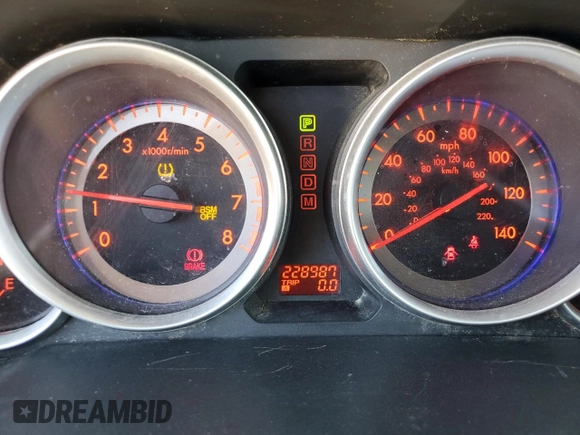 0 1 2 3 4 5 6 7 8
x1000r/min
BSM
OFF
BRAKE
E
P
R
N
D
M
228987
TRIP
A 0.0
0 20 40 60 80 100 120 140
mph
0 20 40 60 80 100 120 140 160 200 220
km/h
DREAMBID